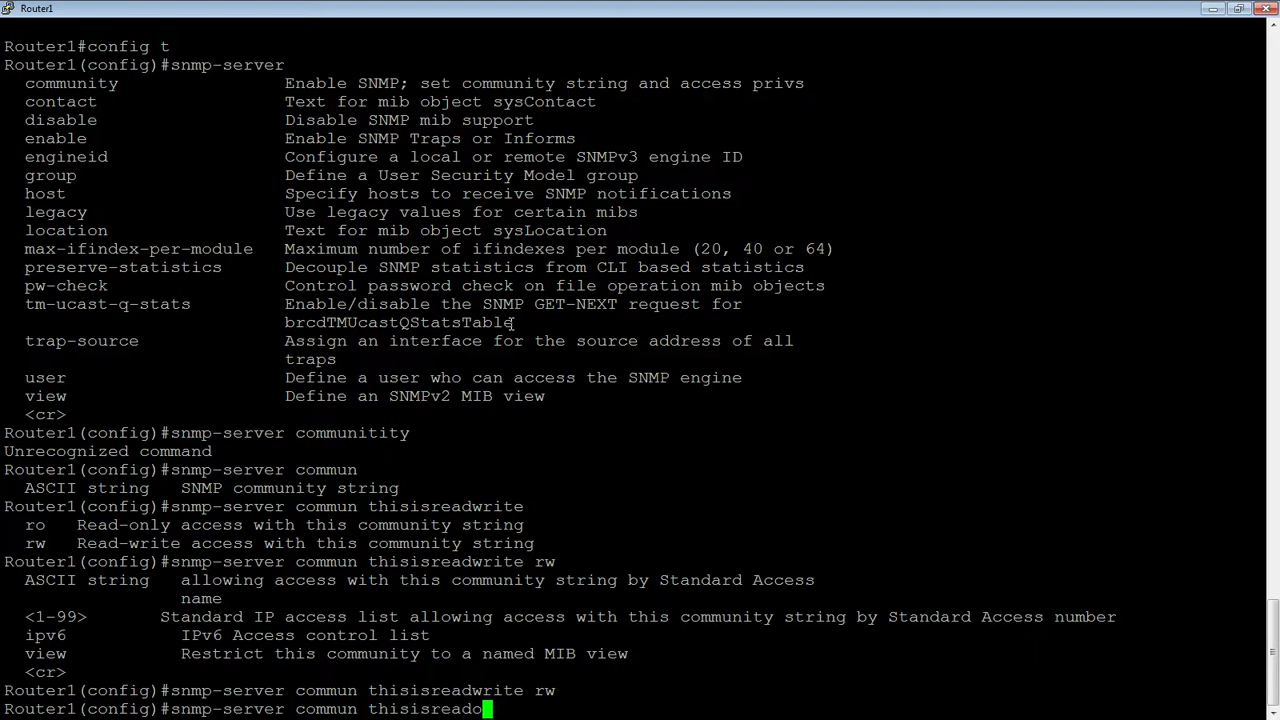 Router1
Router1#config t
Router1(config)#snmp-server
community Enable SNMP; set community string and access privs
contact Text for mib object sysContact
disable Disable SNMP mib support
enable Enable SNMP Traps or Informs
engineid Configure a local or remote SNMPv3 engine ID
group Define a User Security Model group
host Specify hosts to receive SNMP notifications
legacy Use legacy values for certain mibs
location Text for mib object sysLocation
max-ifindex-per-module Maximum number of ifindexes per module (20, 40 or 64)
preserve-statistics Decouple SNMP statistics from CLI based statistics
pw-check Control password check on file operation mib objects
tm-ucast-q-stats Enable/disable the SNMP GET-NEXT request for
brcdTMUcastQStatsTable
trap-source Assign an interface for the source address of all
traps
user Define a user who can access the SNMP engine
view Define an SNMPv2 MIB view
<cr>
Router1(config)#snmp-server communitity
Unrecognized command
Router1(config)#snmp-server commun
ASCII string SNMP community string
Router1(config)#snmp-server commun thisisreadwrite
ro Read-only access with this community string
rw Read-write access with this community string
Router1(config)#snmp-server commun thisisreadwrite rw
ASCII string allowing access with this community string by Standard Access
name
<1-99> Standard IP access list allowing access with this community string by Standard Access number
ipv6 IPv6 Access control list
view Restrict this community to a named MIB view
<cr>
Router1(config)#snmp-server commun thisisreadwrite rw
Router1(config)#snmp-server commun thisisreado